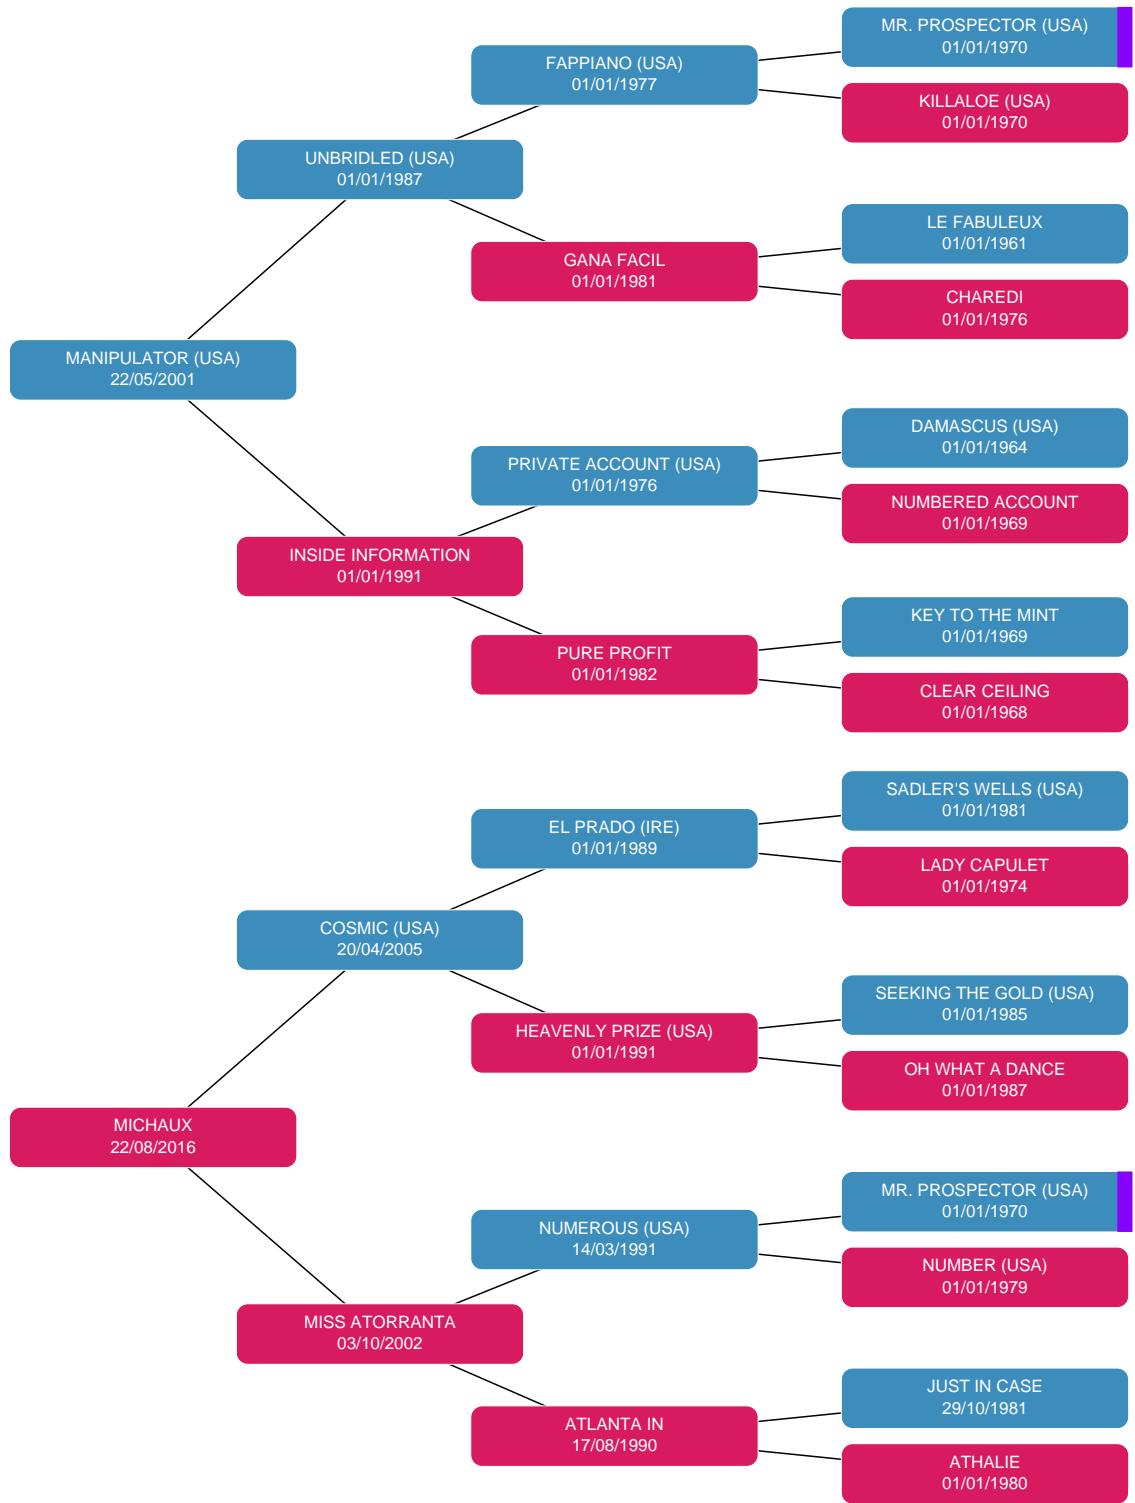 MR. PROSPECTOR (USA)
01/01/1970
FAPPIANO (USA)
01/01/1977
KILLALOE (USA)
01/01/1970
UNBRIDLED (USA)
01/01/1987
LE FABULEUX
01/01/1961
GANA FACIL
01/01/1981
CHAREDI
01/01/1976
MANIPULATOR (USA)
22/05/2001
DAMASCUS (USA)
01/01/1964
PRIVATE ACCOUNT (USA)
01/01/1976
NUMBERED ACCOUNT
01/01/1969
INSIDE INFORMATION
01/01/1991
KEY TO THE MINT
01/01/1969
PURE PROFIT
01/01/1982
CLEAR CEILING
01/01/1968
SADLER'S WELLS (USA)
01/01/1981
EL PRADO (IRE)
01/01/1989
LADY CAPULET
01/01/1974
COSMIC (USA)
20/04/2005
SEEKING THE GOLD (USA)
01/01/1985
HEAVENLY PRIZE (USA)
01/01/1991
OH WHAT A DANCE
01/01/1987
MICHAUX
22/08/2016
MR. PROSPECTOR (USA)
01/01/1970
NUMEROUS (USA)
14/03/1991
NUMBER (USA)
01/01/1979
MISS ATORRANTA
03/10/2002
JUST IN CASE
29/10/1981
ATLANTA IN
17/08/1990
ATHALIE
01/01/1980